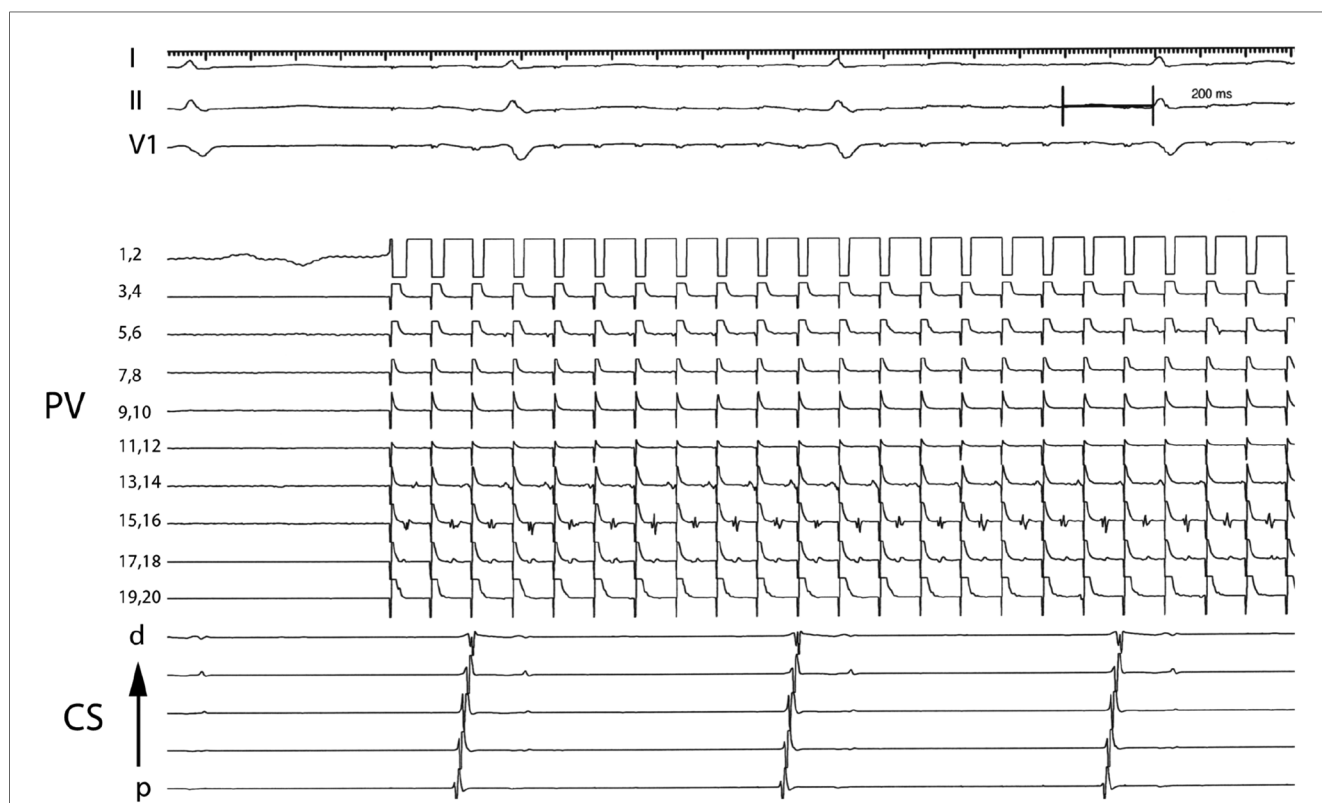 I
II
200 ms
V1
1,2
3,4
5,6
7,8
PV
9,10
11,12
13,14
15,16
17,18
19,20
d
CS
p